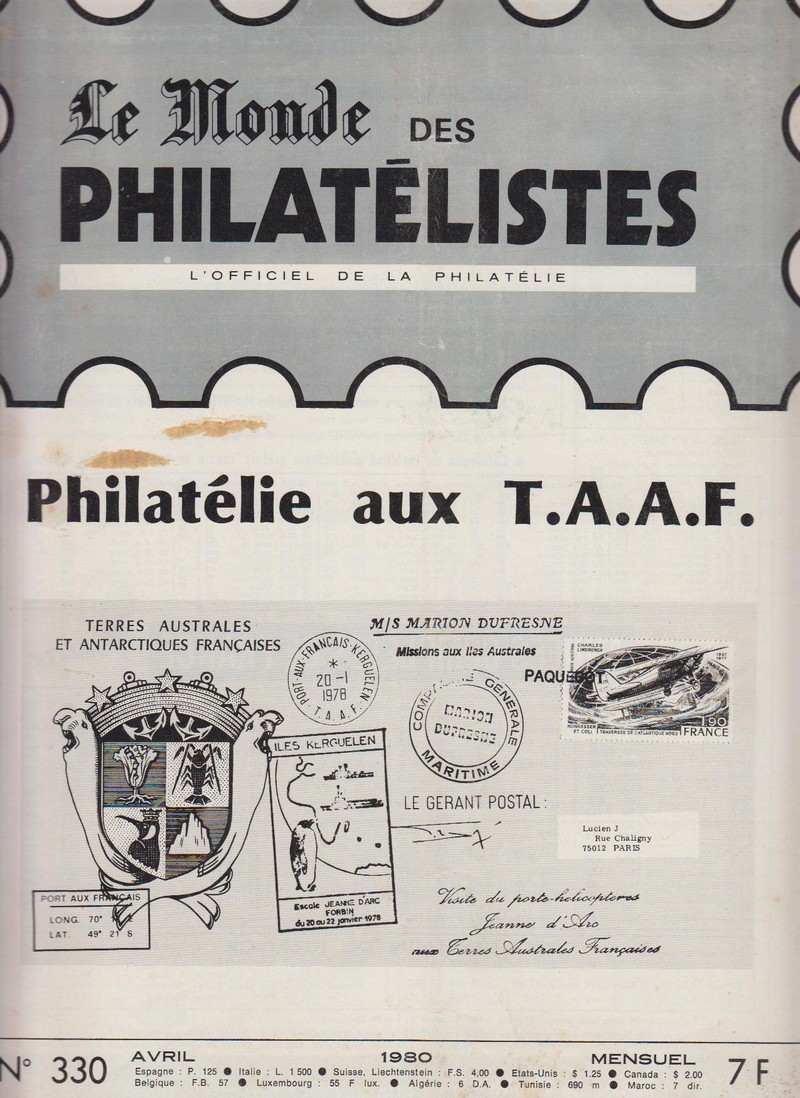 Le Monde DES
PHILATÉLISTES
L'OFFICIEL DE LA PHILATÉLIE
Philatélie aux T.A.A.F.
TERRES AUSTRALES
ET ANTARCTIQUES FRANÇAISES
PORT-AUX-FRANCAIS-KERGUELEN
*
20-1
1978
T.A.A.F.
M/S MARION DUFRESNE
Missions aux Iles Australes
PAQUEBOT
COMPAGNIE GENERALE
MARION
DUFRESNE
MARITIME
CHARLES
LINDBERGH
1927
1977
1.90
NUNGESSER
ET COLI TRAVERSÉE DE L'ATLANTIQUE NORD FRANCE
ILES KERGUELEN
Escale JEANNE D'ARC
FORBIN
du 20 au 22 janvier 1978
LE GERANT POSTAL:
Lucien J
Rue Chaligny
75012 PARIS
PORT AUX FRANÇAIS
LONG. 70°
LAT. 49° 21' S
Visite du porte-hélicoptères
Jeanne d'Arc
aux Terres Australes Françaises
N° 330
AVRIL 1980 MENSUEL
Espagne : P. 125 ● Italie : L. 1 500 ● Suisse, Liechtenstein : F.S. 4,00 ● Etats-Unis : $ 1.25 ● Canada : $ 2.00
Belgique : F.B. 57 ● Luxembourg : 55 F lux. ● Algérie : 6 D.A. ● Tunisie : 690 m ● Maroc : 7 dir.
7 F